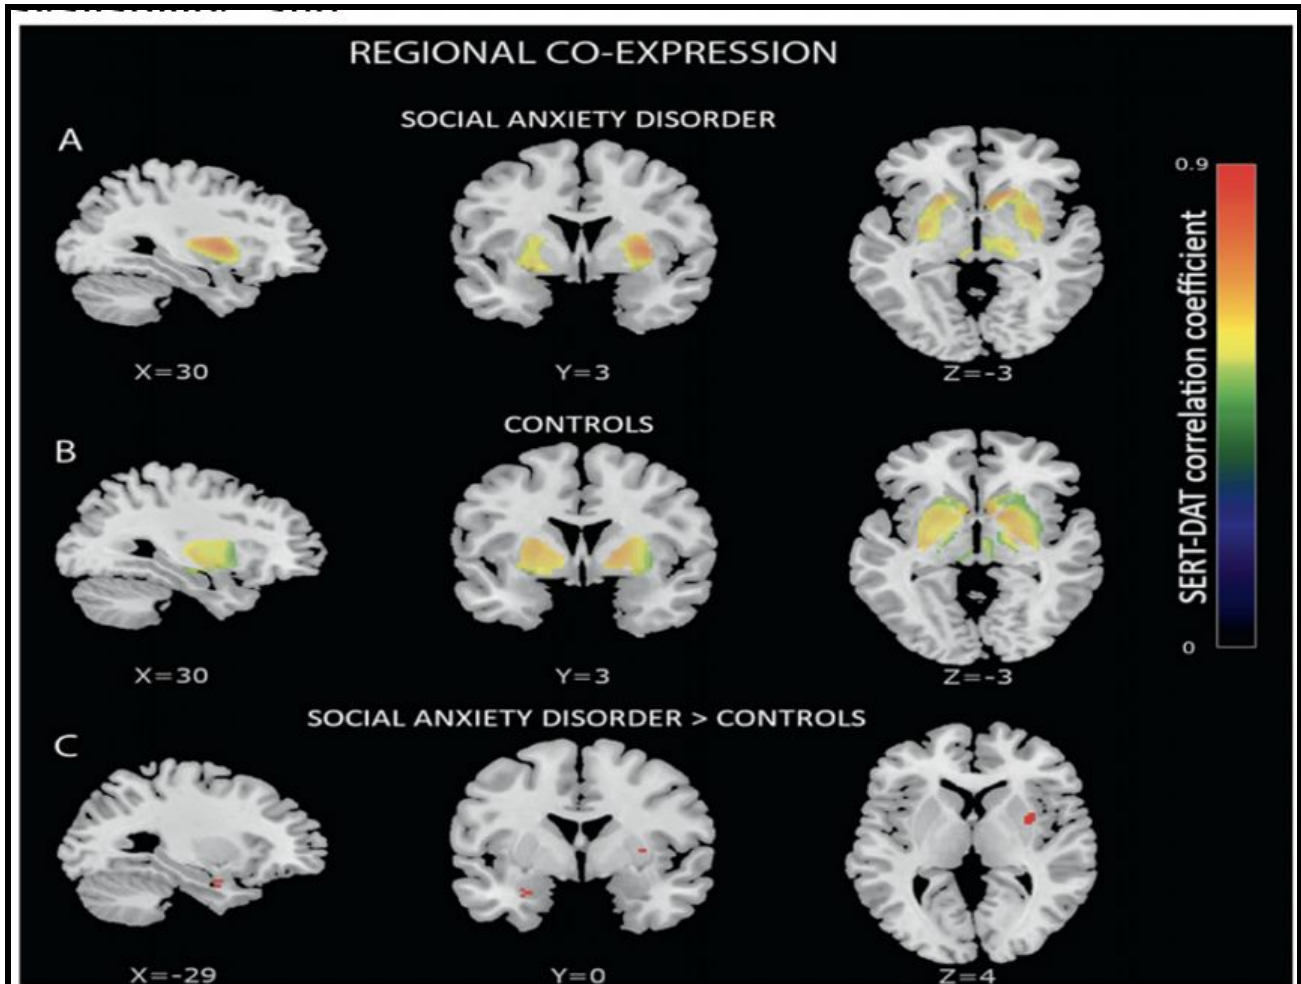 REGIONAL CO-EXPRESSION
SOCIAL ANXIETY DISORDER
A
X=30
Y=3
Z=-3
CONTROLS
B
X=30
Y=3
Z=-3
SOCIAL ANXIETY DISORDER > CONTROLS
C
X=-29
Y=0
Z=4
0.9
SERT-DAT correlation coefficient
0